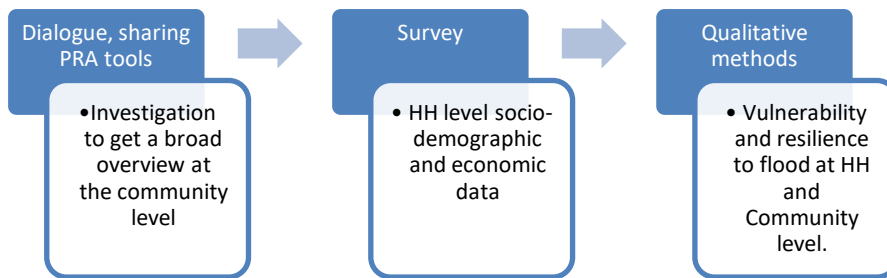 Dialogue, sharing
PRA tools
•Investigation
to get a broad
overview at
the community
level
Survey
• HH level socio-
demographic
and economic
data
Qualitative
methods
• Vulnerability
and resilience
to flood at HH
and
Community
level.